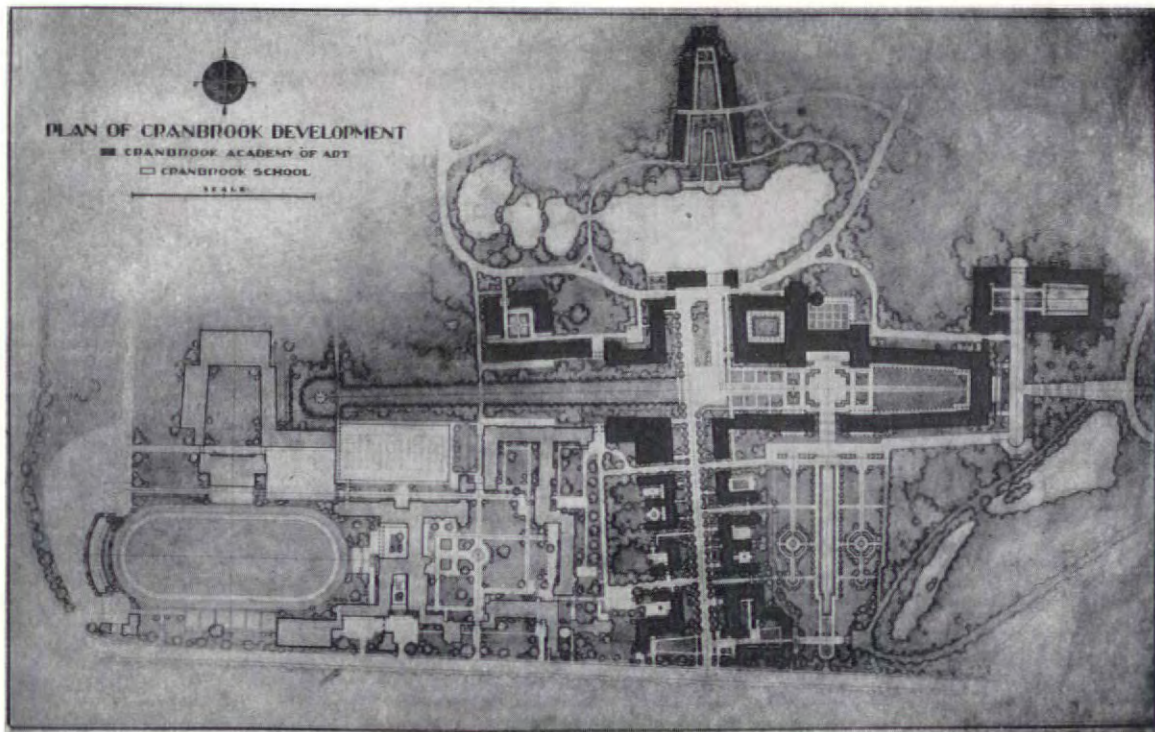 PLAN OF CRANBROOK DEVELOPMENT
CRANBROOK ACADEMY OF ART
CRANBROOK SCHOOL
SCALE